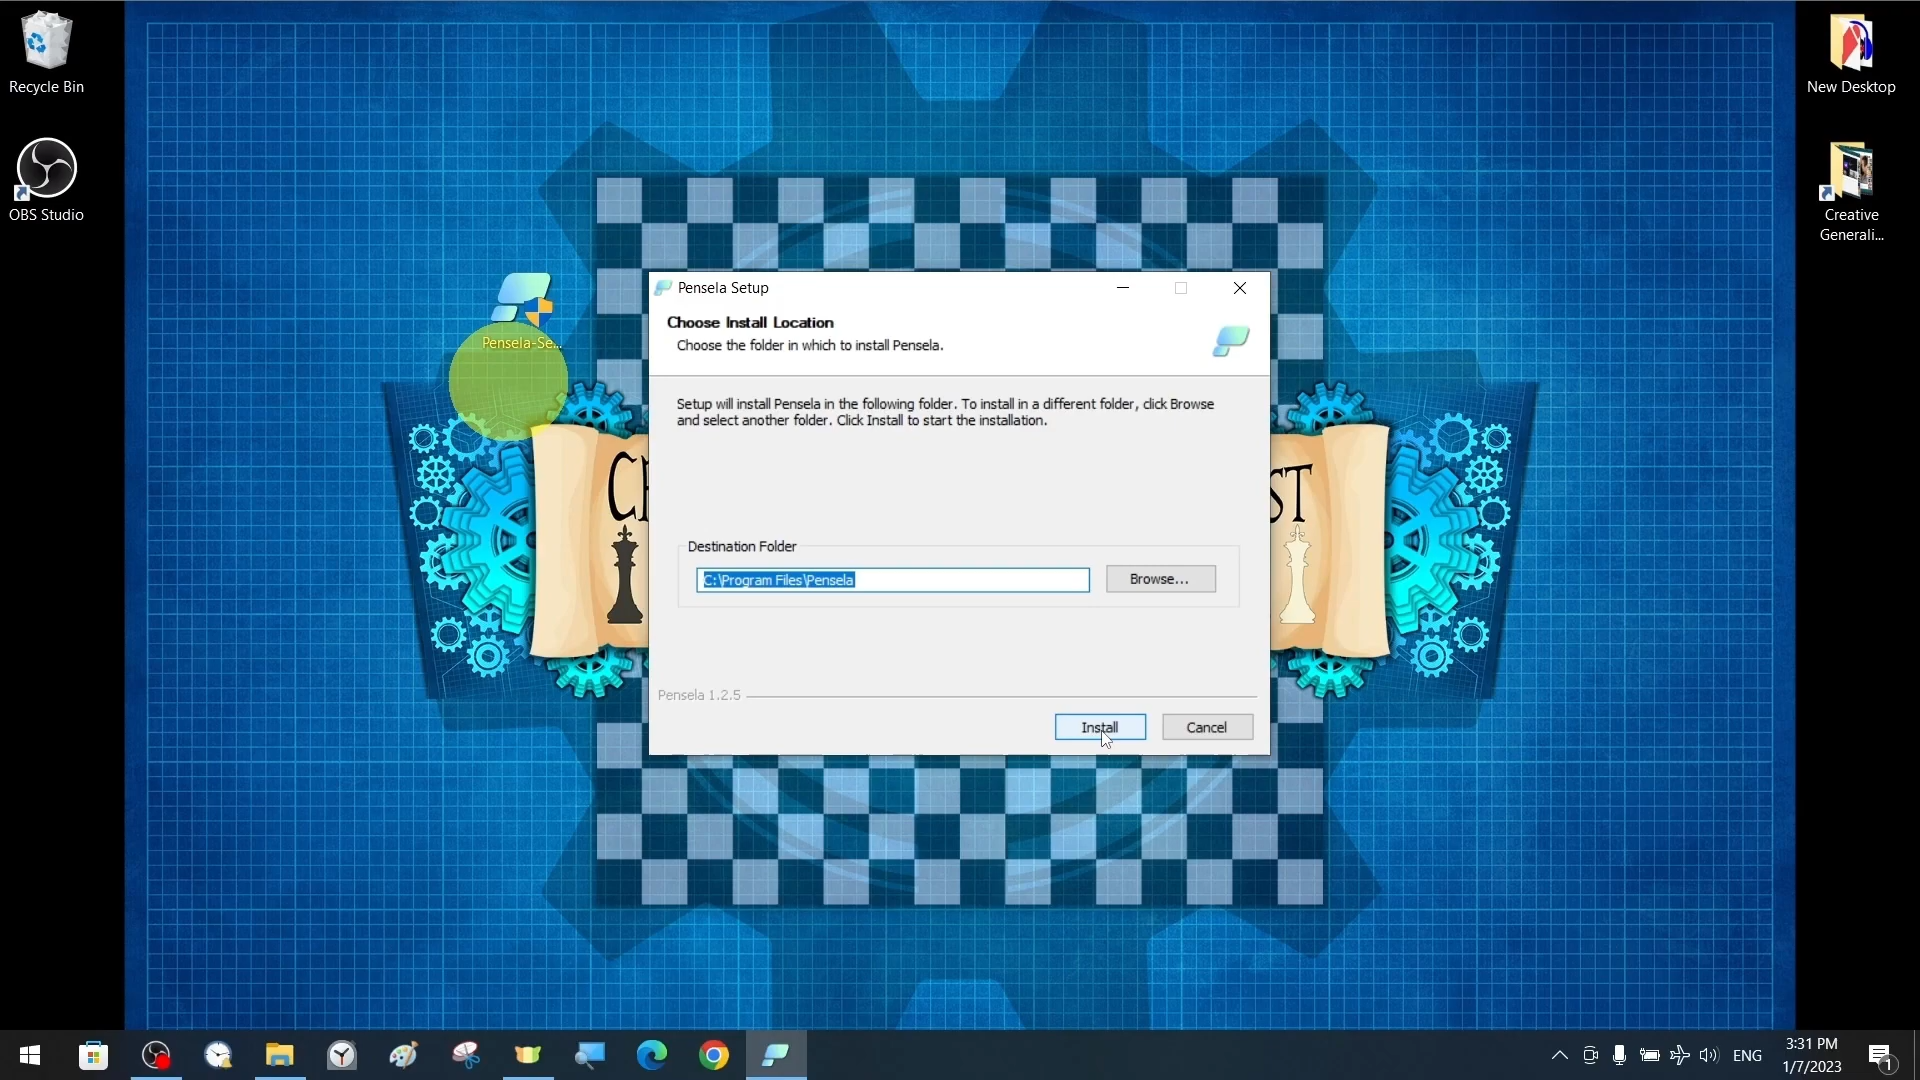 Recycle Bin
OBS Studio
New Desktop
Creative
Generali...
Pensela-Se...
Pensela Setup
Choose Install Location
Choose the folder in which to install Pensela.
Setup will install Pensela in the following folder. To install in a different folder, click Browse
and select another folder. Click Install to start the installation.
Destination Folder
C:\Program Files\Pensela
Browse...
Pensela 1.2.5
Install
Cancel
ST
ENG
3:31 PM
1/7/2023
1